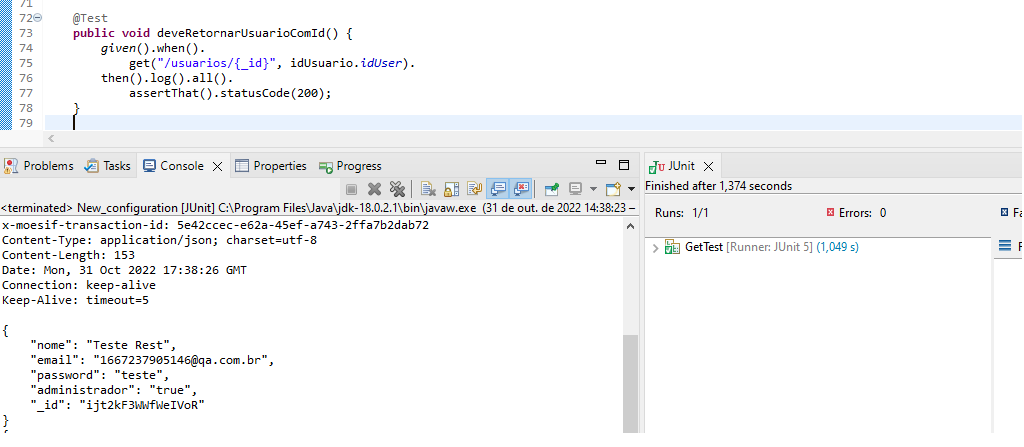 71
72 @Test
73 public void deveRetornarUsuarioComId() {
74 given().when().
75 get("/usuarios/{_id}", idUsuario.idUser).
76 then().log().all().
77 assertThat().statusCode(200);
78 }
79
Problems Tasks Console Properties Progress
<terminated> New_configuration [JUnit] C:\Program Files\Java\jdk-18.0.2.1\bin\javaw.exe (31 de out. de 2022 14:38:23 –
x-moesif-transaction-id: 5e42ccec-e62a-45ef-a743-2ffa7b2dab72
Content-Type: application/json; charset=utf-8
Content-Length: 153
Date: Mon, 31 Oct 2022 17:38:26 GMT
Connection: keep-alive
Keep-Alive: timeout=5
{
"nome": "Teste Rest",
"email": "1667237905146@qa.com.br",
"password": "teste",
"administrador": "true",
"_id": "ijt2kF3WWfWeIVoR"
}
{
JUnit
Finished after 1,374 seconds
Runs: 1/1 Errors: 0 Fa
GetTest [Runner: JUnit 5] (1,049 s)
F